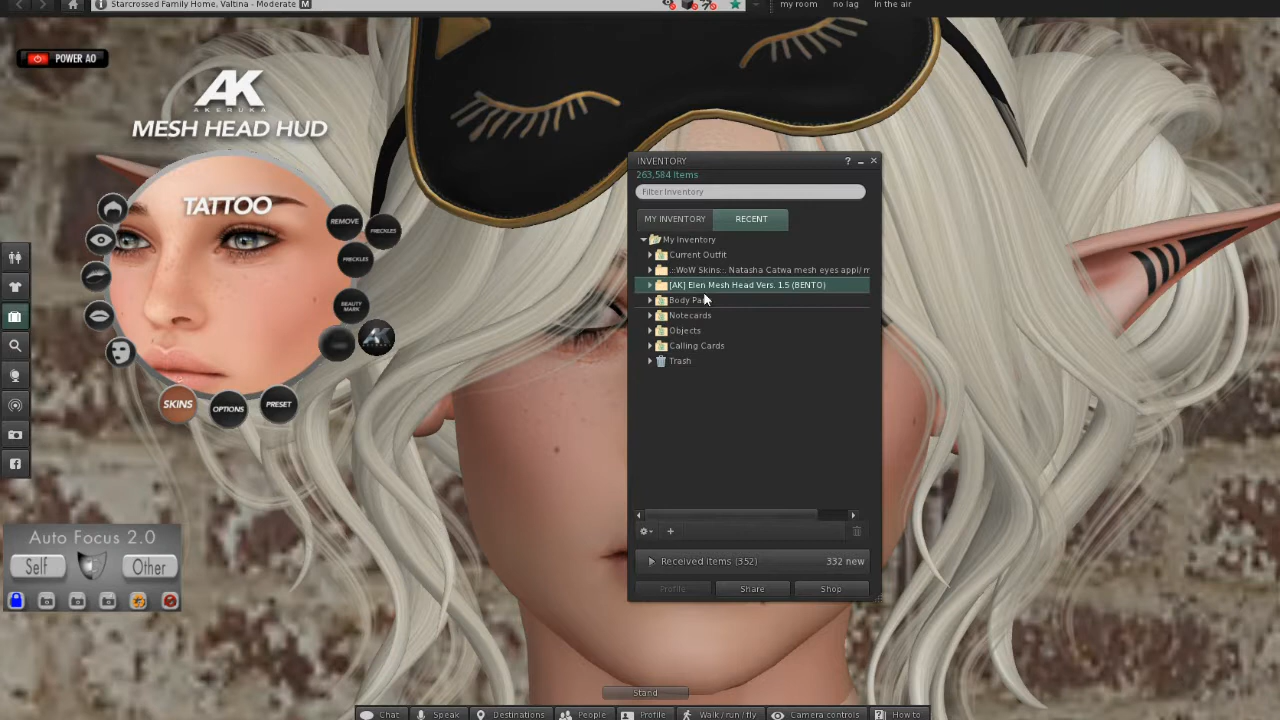 Starcrossed Family Home, Valtina - Moderate M
my room
no lag
In the air
POWER AO
AK
AKERUKA
MESH HEAD HUD
TATTOO
REMOVE
FRECKLES
FRECKLES
BEAUTY MARK
AK
SKINS
OPTIONS
PRESET
INVENTORY
263,584 Items
Filter Inventory
MY INVENTORY
RECENT
My Inventory
Current Outfit
.::WoW Skins::. Natasha Catwa mesh eyes appl/ m
[AK] Elen Mesh Head Vers. 1.5 (BENTO)
Body Pa
Notecards
Objects
Calling Cards
Trash
Received Items (352)
332 new
Profile
Share
Shop
Auto Focus 2.0
Self
Other
Stand
Chat
Speak
Destinations
People
Profile
Walk / run / fly
Camera controls
How to